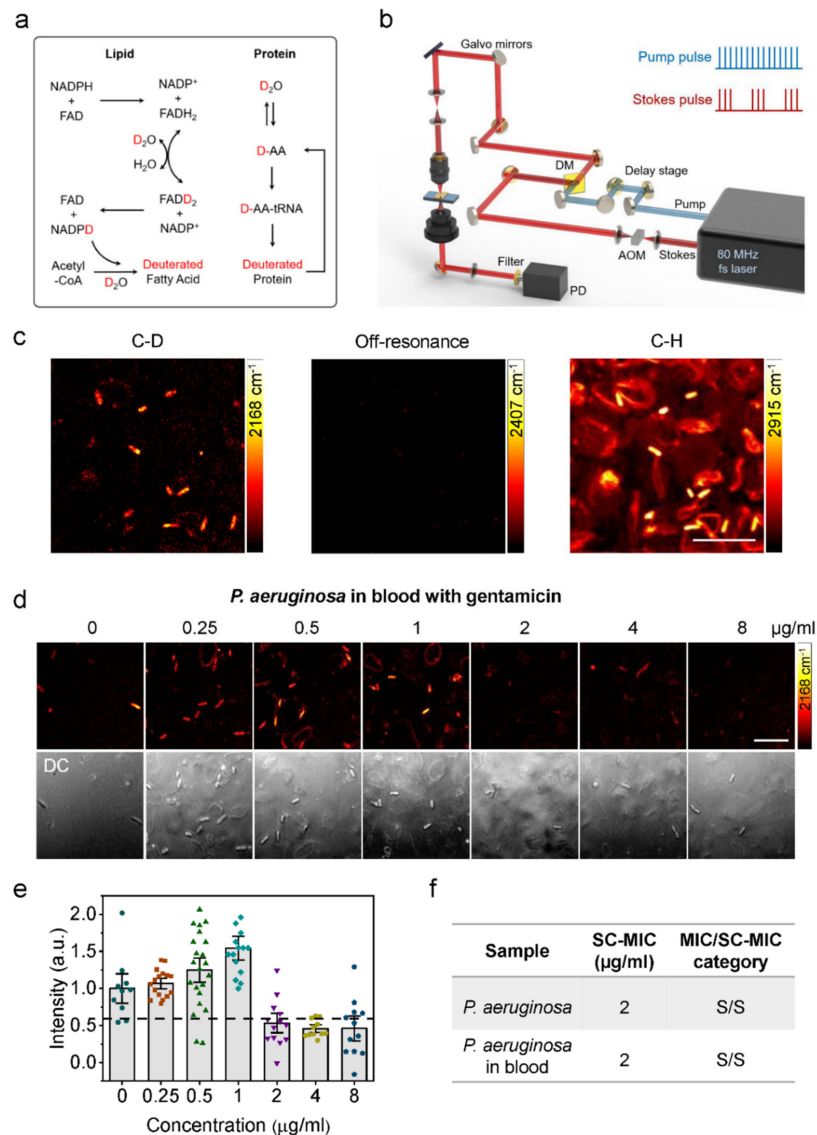 a
Lipid
Protein
NADPH
+
FAD
NADP⁺
+
FADH₂
D₂O
H₂O
FAD
+
NADPD
FADD₂
+
NADP⁺
Acetyl
-CoA
D₂O
Deuterated
Fatty Acid
D₂O
D-AA
D-AA-tRNA
Deuterated
Protein
b
Galvo mirrors
Pump pulse
Stokes pulse
DM
Delay stage
Pump
AOM
Stokes
80 MHz
fs laser
Filter
PD
c
C-D
Off-resonance
C-H
2168 cm⁻¹
2407 cm⁻¹
2915 cm⁻¹
d
P. aeruginosa in blood with gentamicin
0 0.25 0.5 1 2 4 8 μg/ml
2168 cm⁻¹
DC
e
Intensity (a.u.)
2.0
1.5
1.0
0.5
0.0
0 0.25 0.5 1 2 4 8
Concentration (μg/ml)
f
Sample SC-MIC (μg/ml) MIC/SC-MIC category
P. aeruginosa 2 S/S
P. aeruginosa in blood 2 S/S